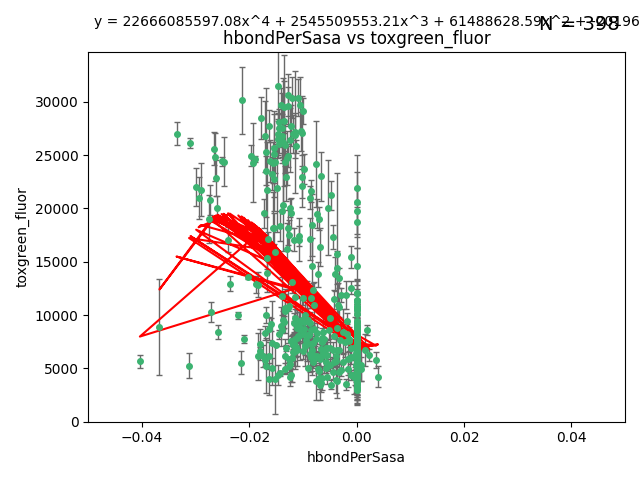 y = 22666085597.08x^4 + 2545509553.21x^3 + 61488628.59x^2 +
N = 398
hbondPerSasa vs toxgreen_fluor
toxgreen_fluor
30000
25000
20000
15000
10000
5000
0
−0.04
−0.02
0.00
0.02
0.04
hbondPerSasa